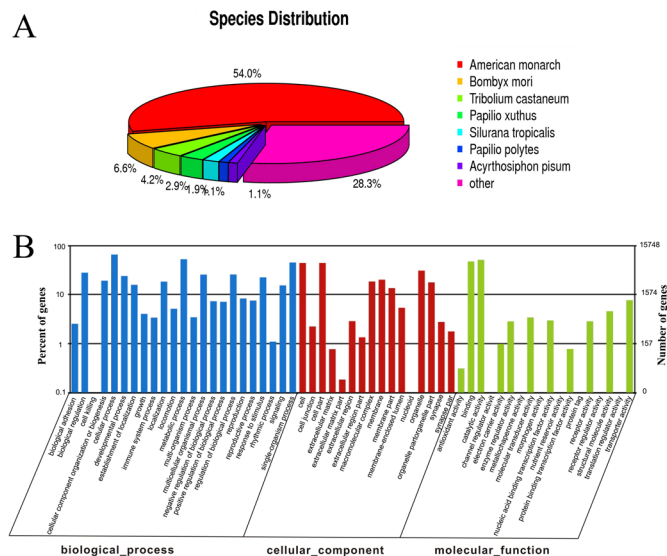 A
Species Distribution
54.0%
6.6%
4.2%
2.9%
1.9%
1.1%
1.1%
28.3%
American monarch
Bombyx mori
Tribolium castaneum
Papilio xuthus
Silurana tropicalis
Papilio polytes
Acyrthosiphon pisum
other
B
Percent of genes
100
10
1
0.1
15748
1574
157
0
Number of genes
biological adhesion
biological regulation
cell killing
cellular component organization or biogenesis
cellular process
developmental process
establishment of localization
growth
immune system process
localization
locomotion
metabolic process
multi-organism process
multicellular organismal process
negative regulation of biological process
positive regulation of biological process
regulation of biological process
reproduction
reproductive process
response to stimulus
rhythmic process
signaling
single-organism process
cell
cell junction
cell part
extracellular matrix
extracellular matrix part
extracellular region
extracellular region part
macromolecular complex
membrane
membrane part
membrane-enclosed lumen
nucleoid
organelle
organelle part
synapse
synapse part
antioxidant activity
binding
catalytic activity
channel regulator activity
electron carrier activity
enzyme regulator activity
metallochaperone activity
molecular transducer activity
morphogen activity
nucleic acid binding transcription factor activity
nutrient reservoir activity
protein binding transcription factor activity
protein tag
receptor activity
receptor regulator activity
structural molecule activity
translation regulator activity
transporter activity
biological_process
cellular_component
molecular_function